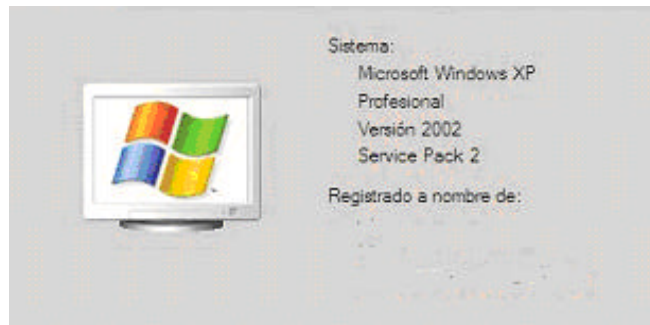 Sistema:
Microsoft Windows XP
Profesional
Versión 2002
Service Pack 2
Registrado a nombre de: